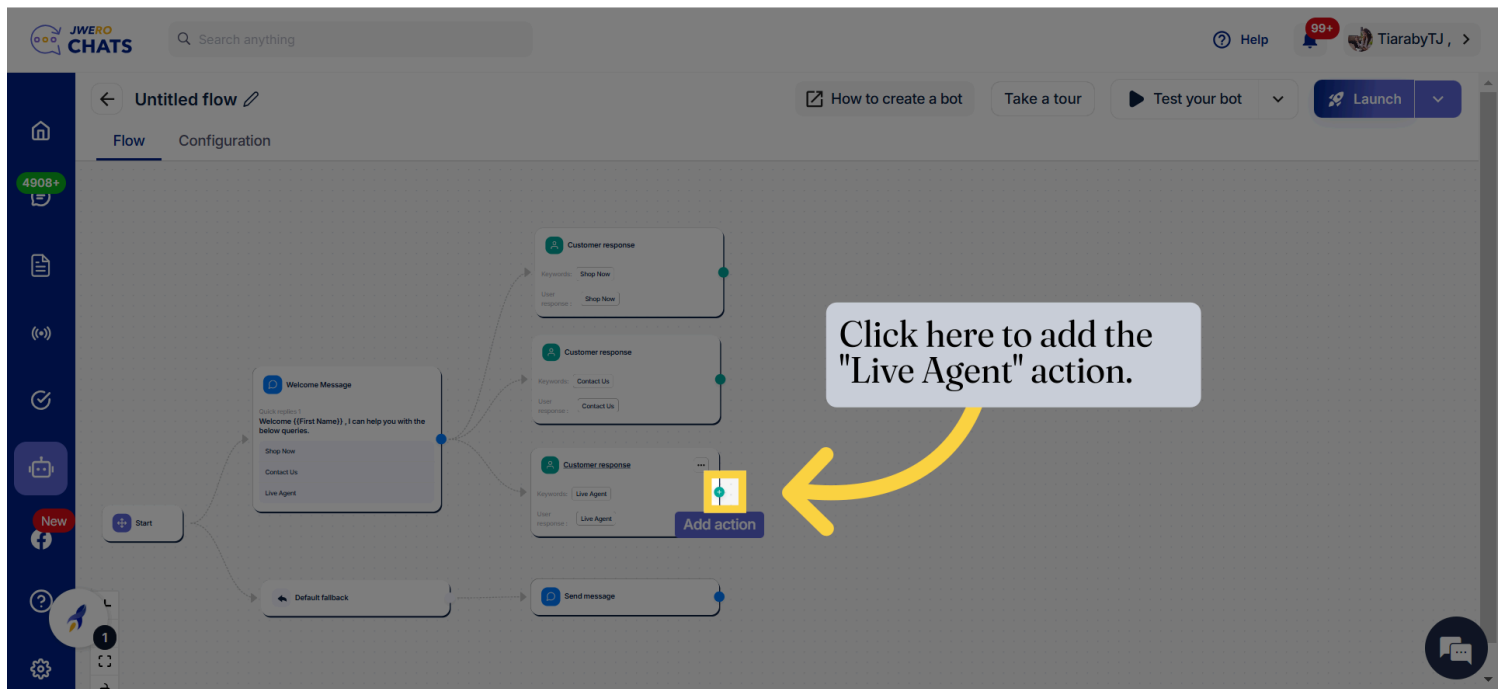 JWERO
CHATS
Search anything
Help
99+
TiarabyTJ ,
Untitled flow
How to create a bot
Take a tour
Test your bot
Launch
Flow
Configuration
4908+
New
1
Start
Welcome Message
Quick replies 1
Welcome {{First Name}} , I can help you with the
below queries.
Shop Now
Contact Us
Live Agent
Default fallback
Customer response
Keywords: Shop Now
User
response : Shop Now
Customer response
Keywords: Contact Us
User
response : Contact Us
Customer response
Keywords: Live Agent
User
response : Live Agent
Add action
Send message
Click here to add the
"Live Agent" action.